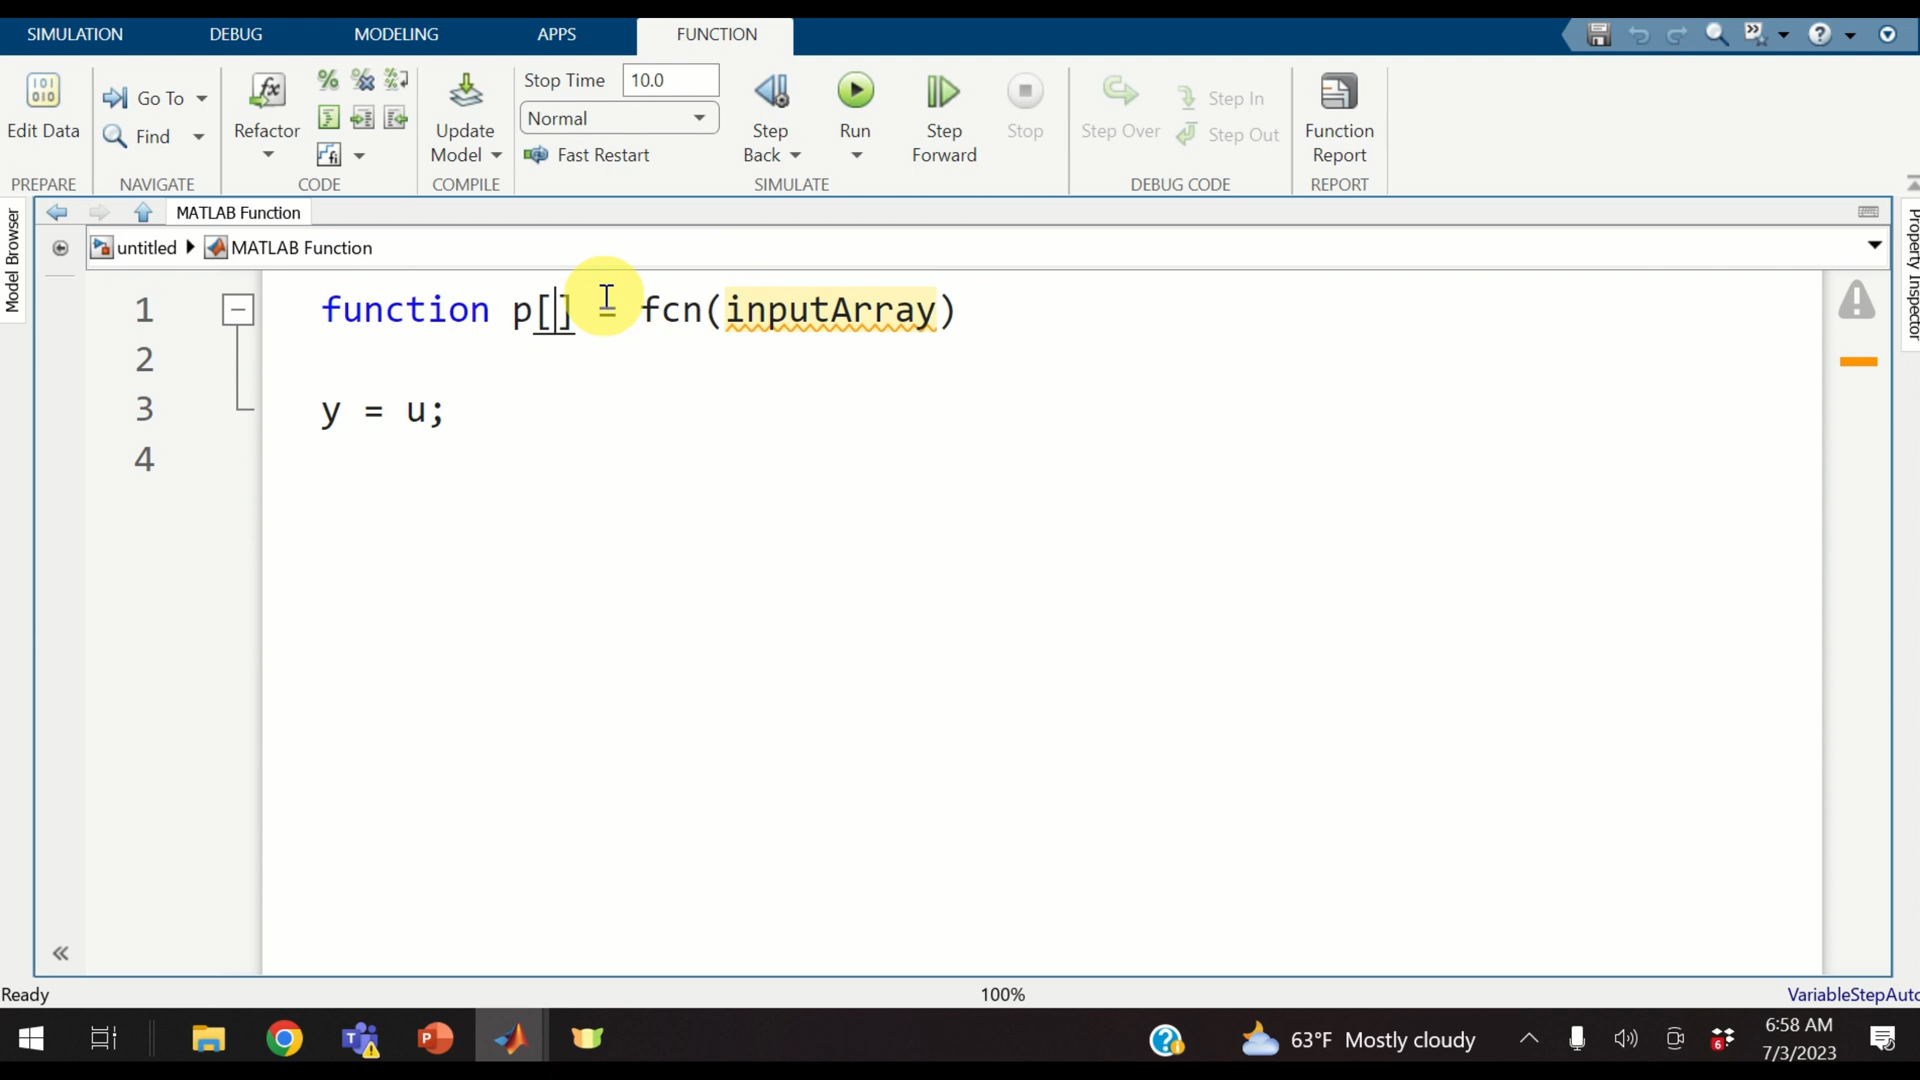 SIMULATION DEBUG MODELING APPS FUNCTION
Edit Data
Go To
Find
Refactor
Update Model
Stop Time 10.0
Normal
Fast Restart
Step Back
Run
Step Forward
Stop
Step Over
Step In
Step Out
Function Report
PREPARE NAVIGATE CODE COMPILE SIMULATE DEBUG CODE REPORT
Model Browser
MATLAB Function
Property Inspector
untitled MATLAB Function
1 function p[] = fcn(inputArray)
2
3 y = u;
4
Ready 100% VariableStepAuto
63°F Mostly cloudy
6
6:58 AM
7/3/2023